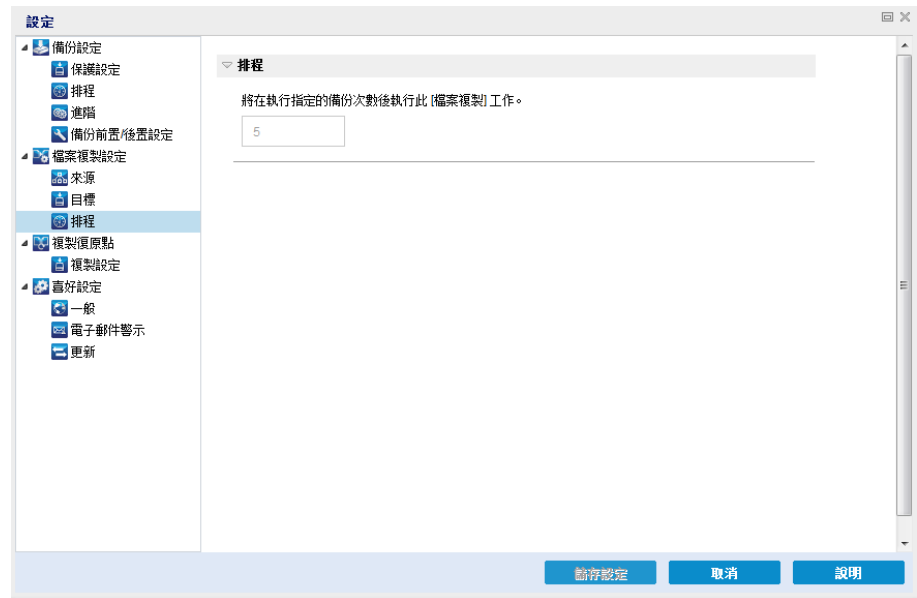 設定
備份設定
保護設定
排程
進階
備份前置/後置設定
檔案複製設定
來源
目標
排程
複製復原點
複製設定
喜好設定
一般
電子郵件警示
更新
排程
將在執行指定的備份次數後執行此 [檔案複製] 工作。
5
儲存設定
取消
說明